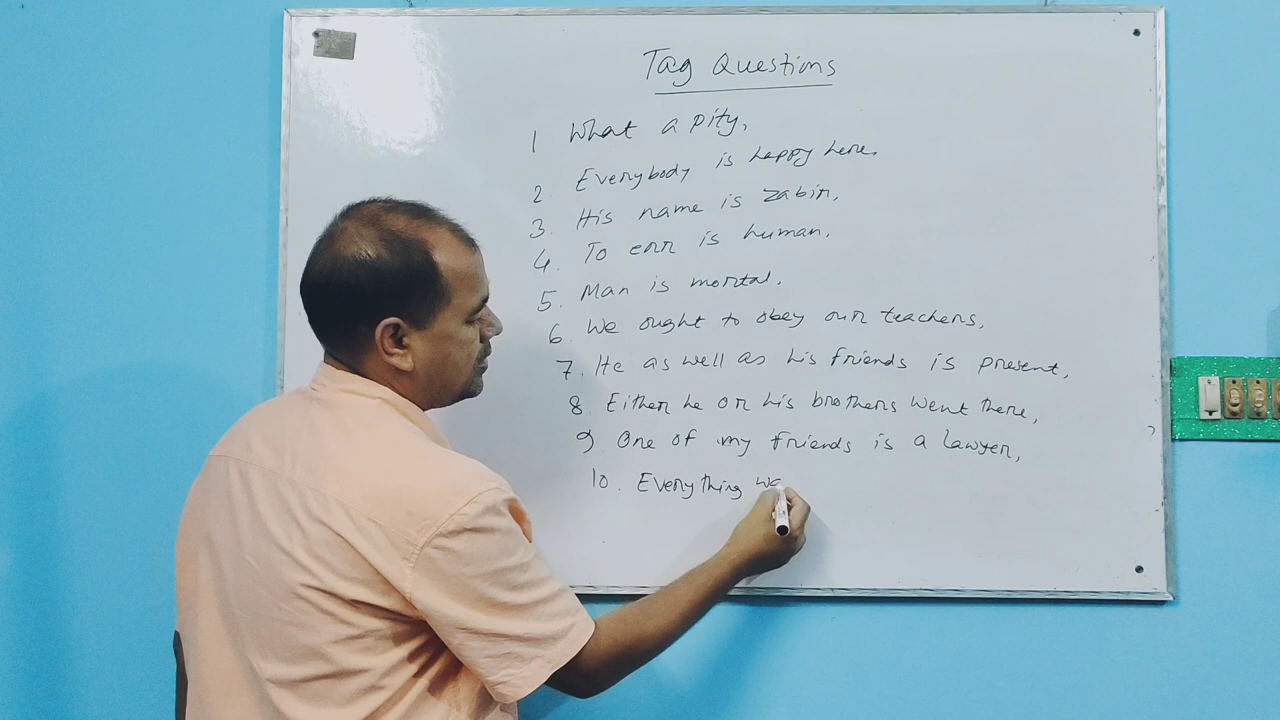 Tag Questions
1 What a pity,
2. Everybody is happy here,
3. His name is Zabir,
4. To err is human,
5. Man is mortal,
6. We ought to obey our teachers,
7. He as well as his friends is present,
8. Either he or his brothers went there,
9 One of my friends is a lawyer,
10. Everything wa